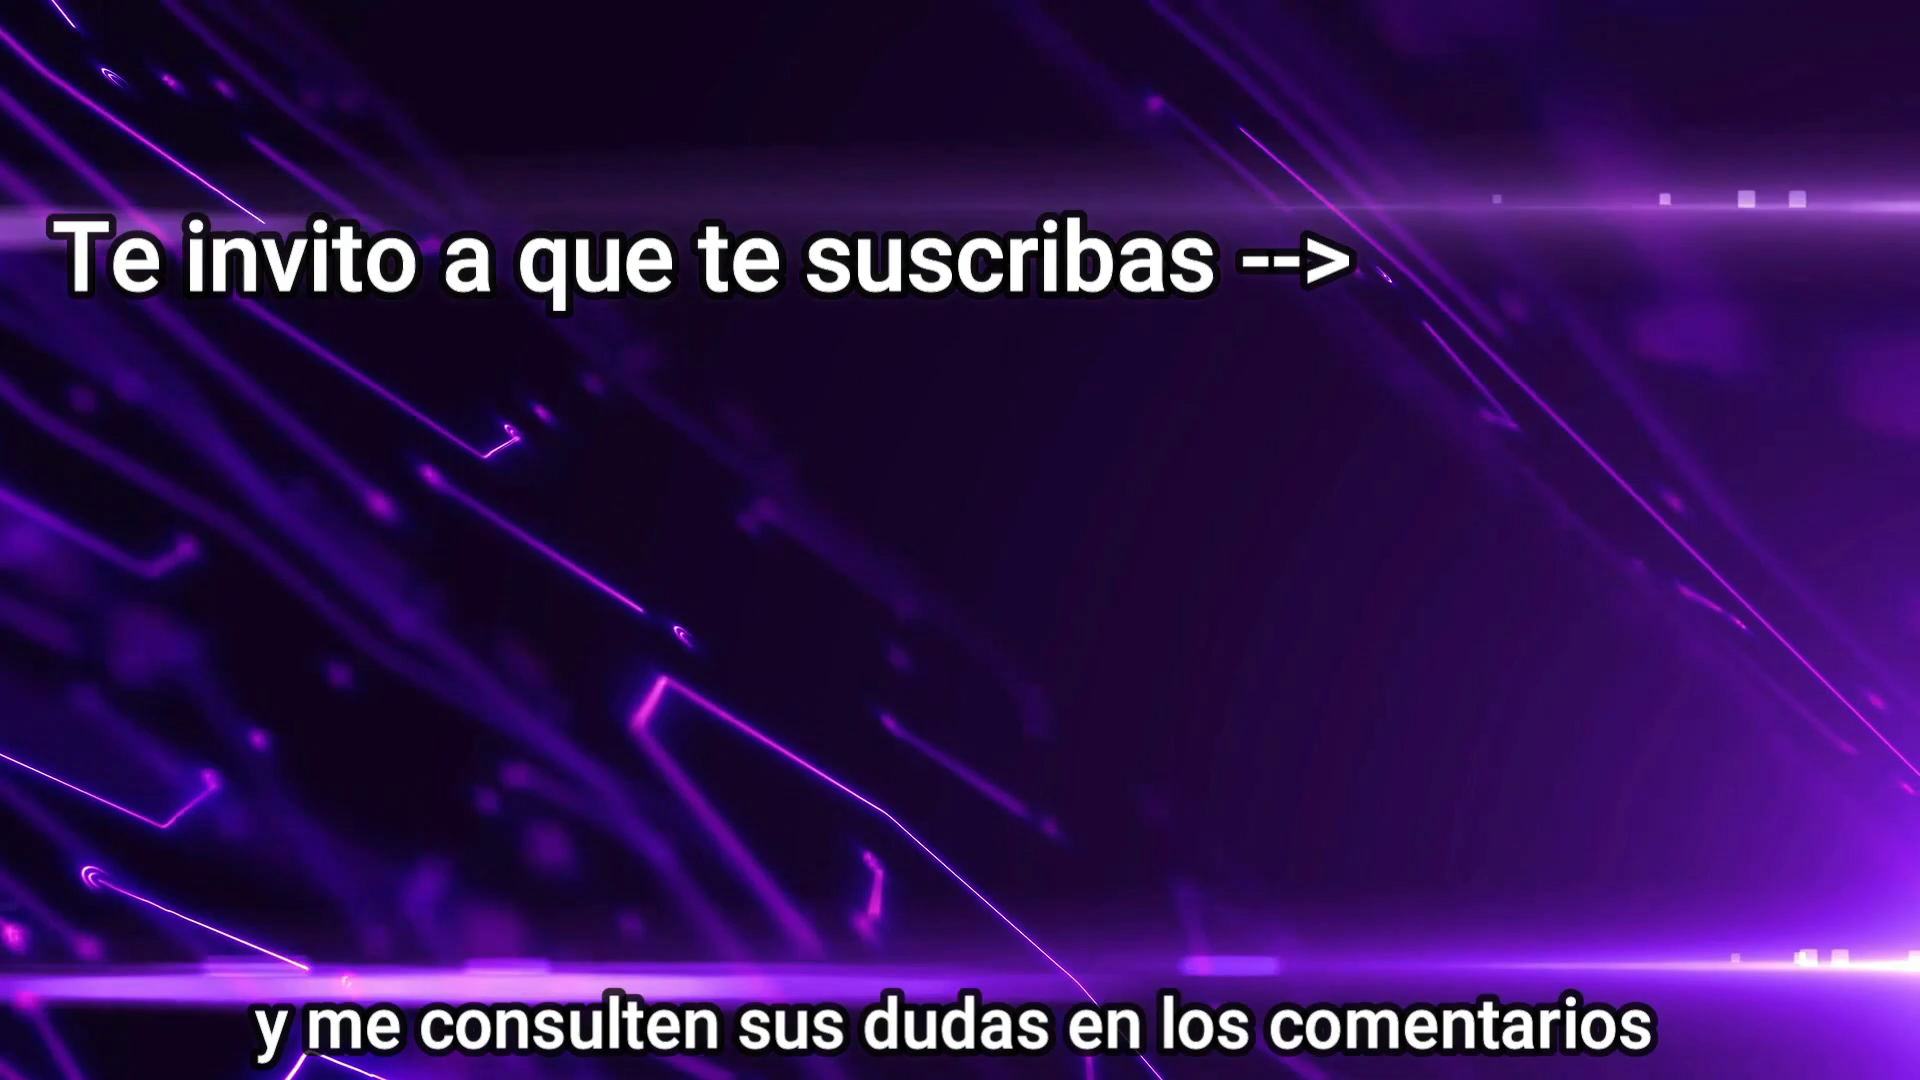 Te invito a que te suscribas -->
y me consulten sus dudas en los comentarios